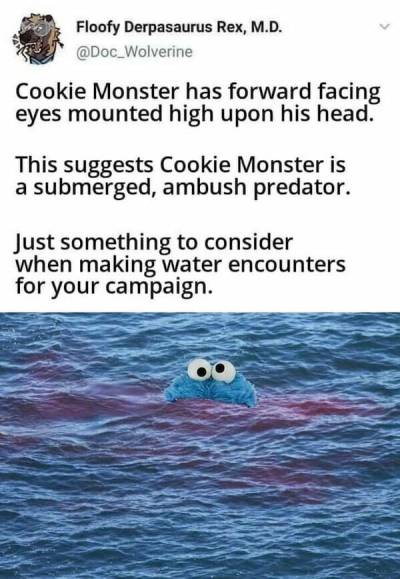 Floofy Derpasaurus Rex, M.D.
@Doc_Wolverine
Cookie Monster has forward facing
eyes mounted high upon his head.
This suggests Cookie Monster is
a submerged, ambush predator.
Just something to consider
when making water encounters
for your campaign.